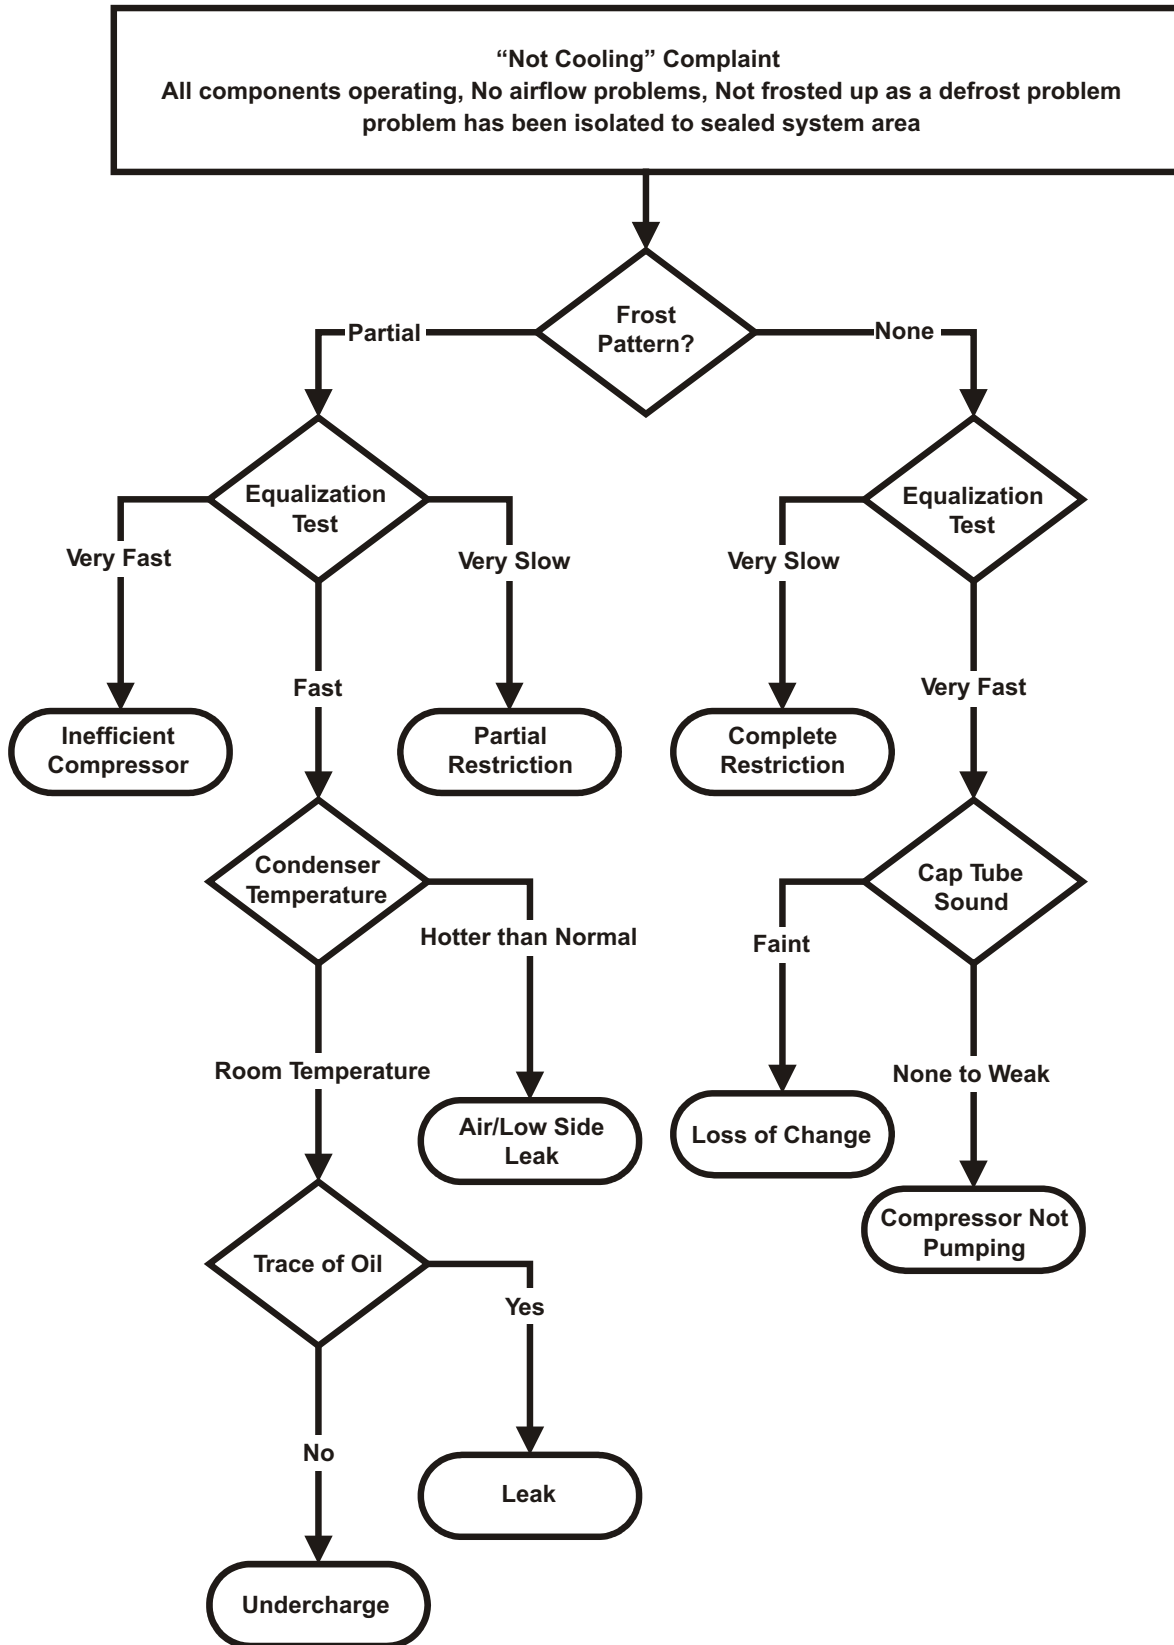 “Not Cooling” Complaint
All components operating, No airflow problems, Not frosted up as a defrost problem
problem has been isolated to sealed system area
Frost
Pattern?
Partial
None
Equalization
Test
Equalization
Test
Very Fast
Very Slow
Very Slow
Fast
Very Fast
Inefficient
Compressor
Partial
Restriction
Complete
Restriction
Condenser
Temperature
Cap Tube
Sound
Hotter than Normal
Faint
Room Temperature
None to Weak
Air/Low Side
Leak
Loss of Change
Compressor Not
Pumping
Trace of Oil
Yes
No
Leak
Undercharge